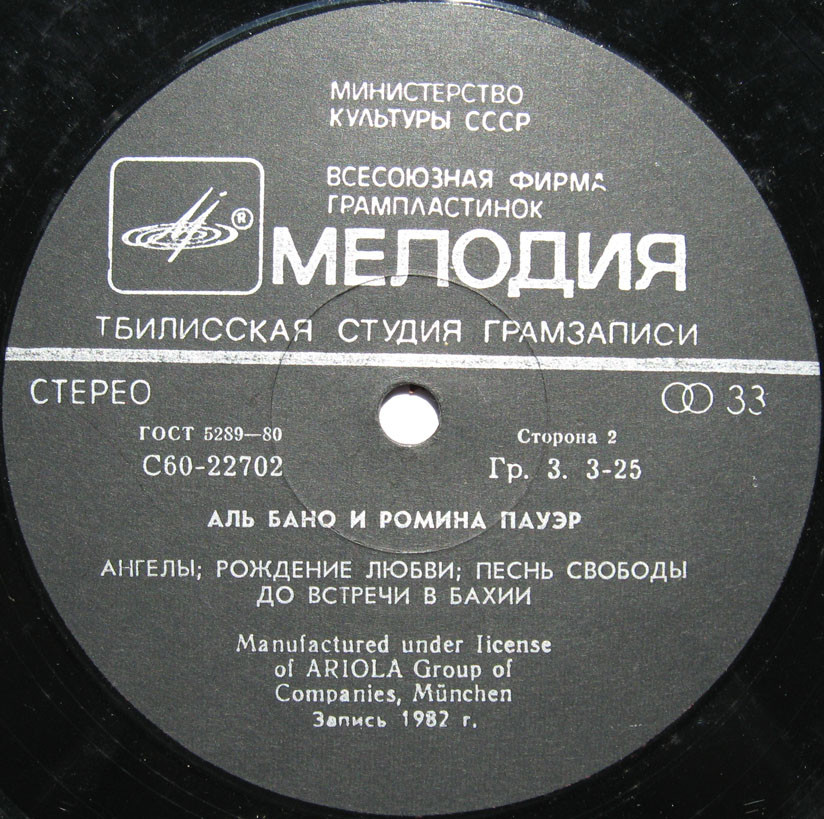 МИНИСТЕРСТВО
КУЛЬТУРЫ СССР
ВСЕСОЮЗНАЯ ФИРМА
ГРАМПЛАСТИНОК
®
МЕЛОДИЯ
ТБИЛИССКАЯ СТУДИЯ ГРАМЗАПИСИ
СТЕРЕО 33
ГОСТ 5289—80 Сторона 2
С60-22702 Гр. 3. 3-25
АЛЬ БАНО И РОМИНА ПАУЭР
АНГЕЛЫ; РОЖДЕНИЕ ЛЮБВИ; ПЕСНЬ СВОБОДЫ
ДО ВСТРЕЧИ В БАХИИ
Manufactured under license
of ARIOLA Group of
Companies, München
Запись 1982 г.